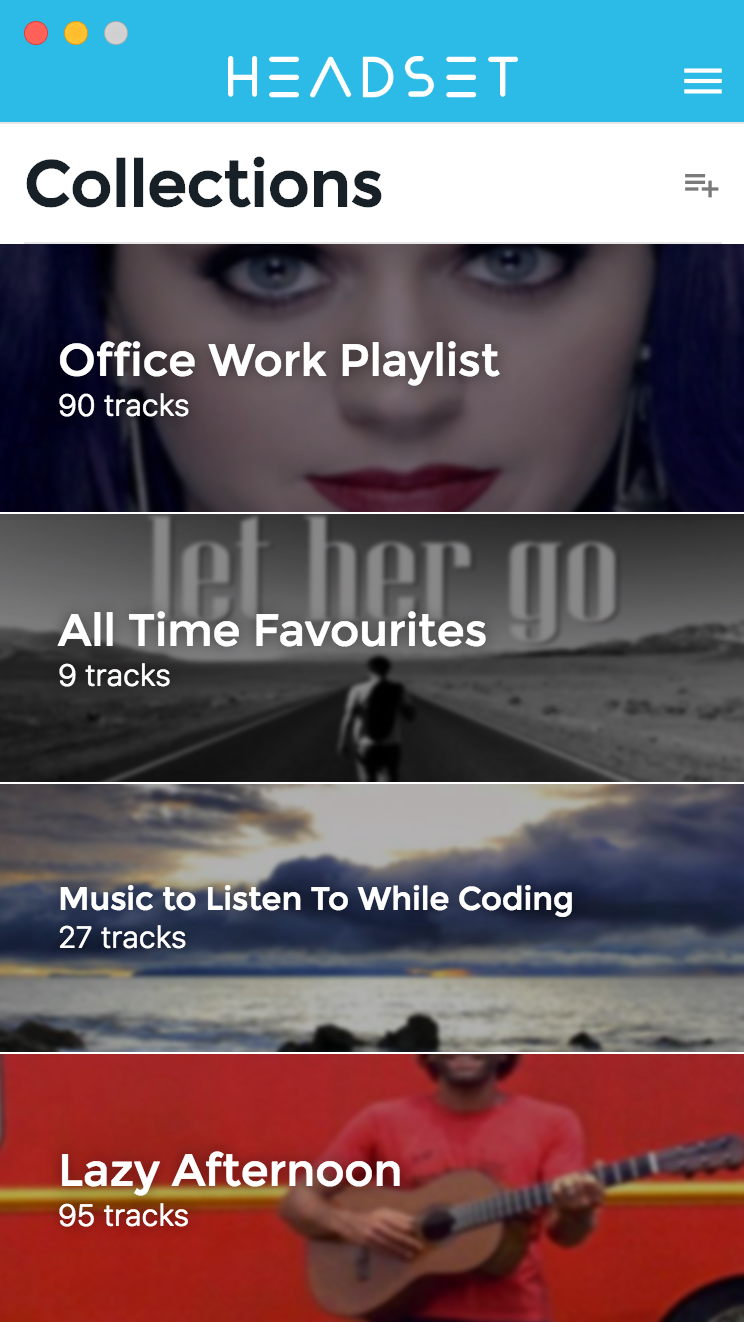 HEADSET
Collections
Office Work Playlist
90 tracks
let her go
All Time Favourites
9 tracks
Music to Listen To While Coding
27 tracks
Lazy Afternoon
95 tracks